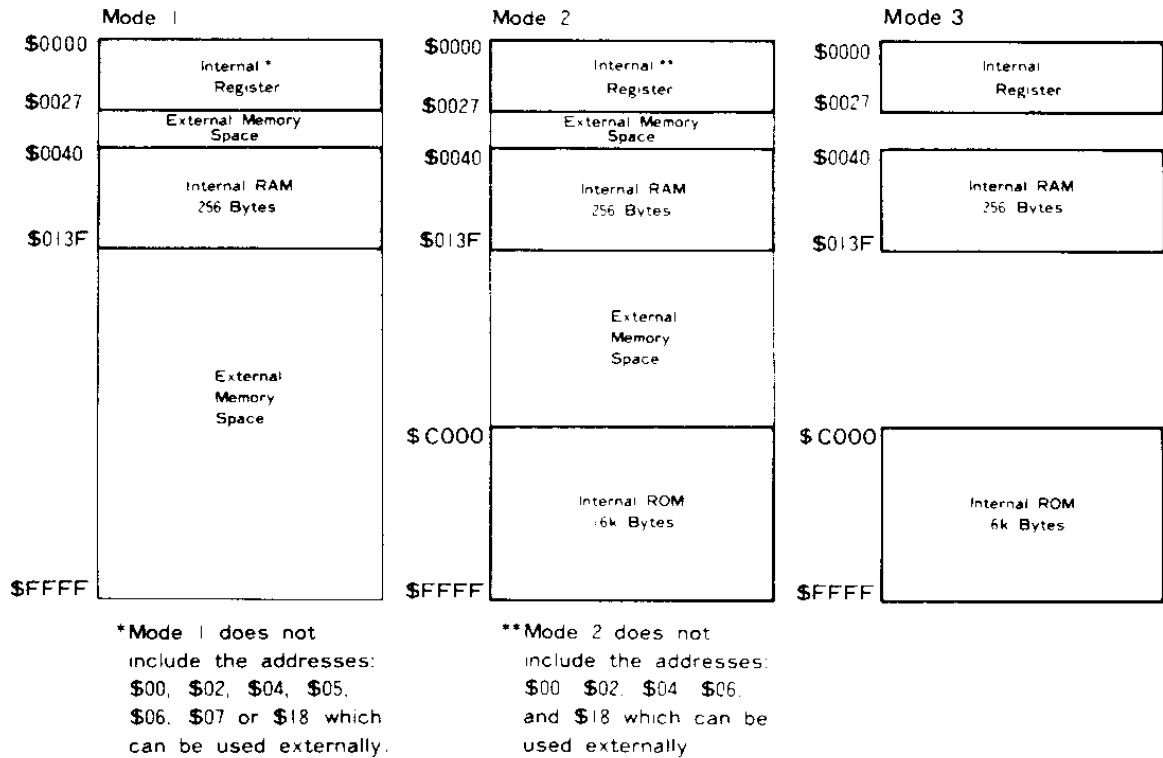 Mode 1
$0000
Internal *
Register
$0027
External Memory
Space
$0040
Internal RAM
256 Bytes
$013F
External
Memory
Space
$FFFF
*Mode 1 does not
include the addresses:
$00, $02, $04, $05,
$06, $07 or $18 which
can be used externally.
Mode 2
$0000
Internal **
Register
$0027
External Memory
Space
$0040
Internal RAM
256 Bytes
$013F
External
Memory
Space
$C000
Internal ROM
16k Bytes
$FFFF
**Mode 2 does not
include the addresses:
$00 $02, $04 $06,
and $18 which can be
used externally
Mode 3
$0000
Internal
Register
$0027
$0040
Internal RAM
256 Bytes
$013F
$C000
Internal ROM
6k Bytes
$FFFF